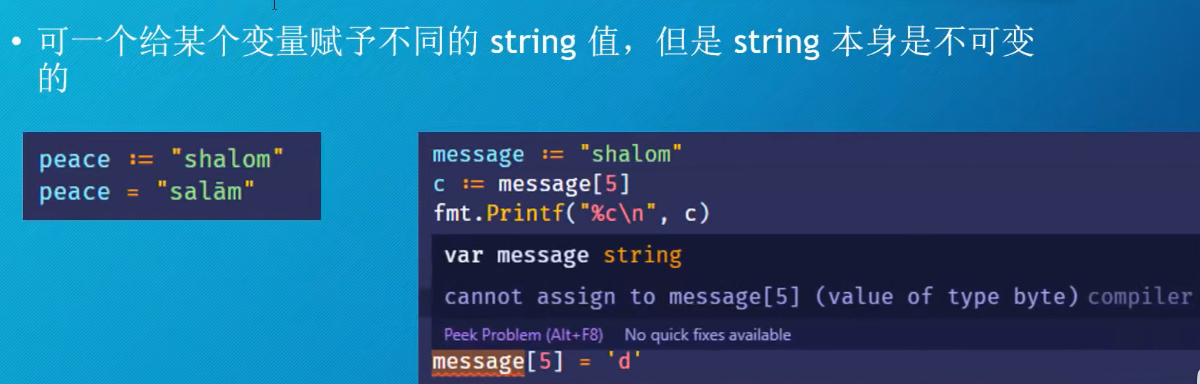 • 可一个给某个变量赋予不同的 string 值，但是 string 本身是不可变
的
peace := "shalom"
peace = "salām"
message := "shalom"
c := message[5]
fmt.Printf("%c\n", c)
var message string
cannot assign to message[5] (value of type byte) compiler
Peek Problem (Alt+F8) No quick fixes available
message[5] = 'd'